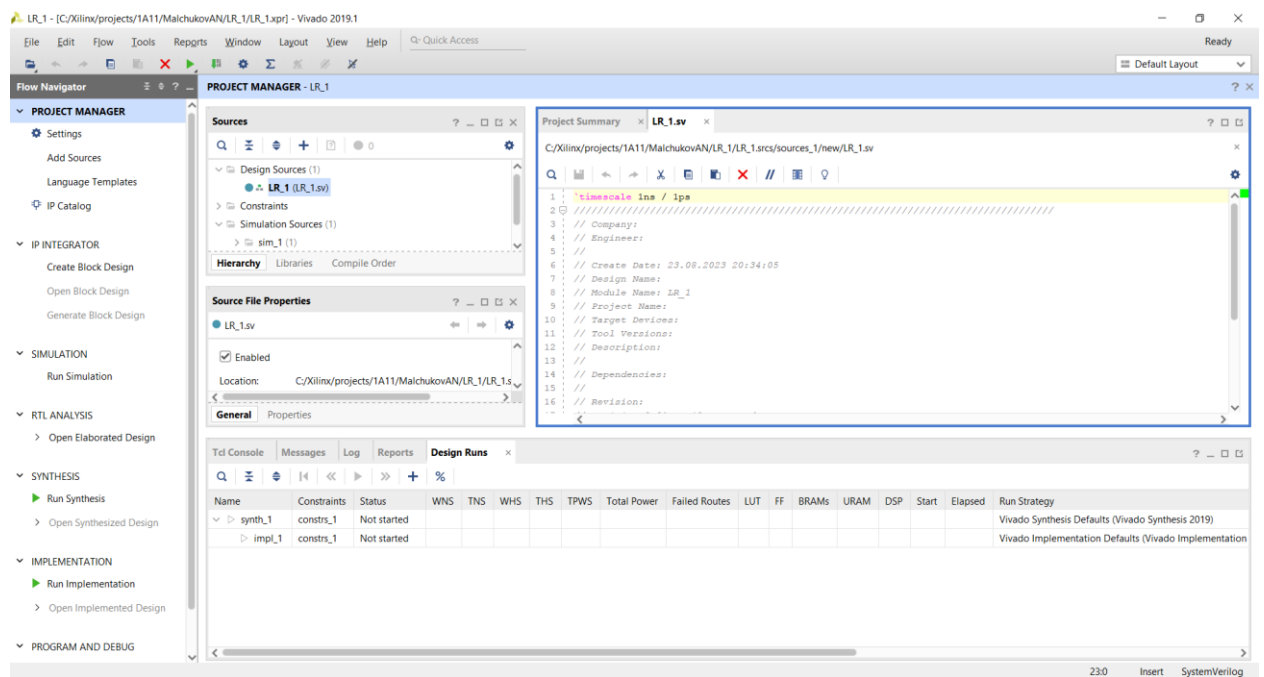 LR_1 - [C:/Xilinx/projects/1A11/MalchukovAN/LR_1/LR_1.xpr] - Vivado 2019.1
File Edit Flow Tools Reports Window Layout View Help Q- Quick Access Ready
Default Layout
Flow Navigator
PROJECT MANAGER
Settings
Add Sources
Language Templates
IP Catalog
IP INTEGRATOR
Create Block Design
Open Block Design
Generate Block Design
SIMULATION
Run Simulation
RTL ANALYSIS
Open Elaborated Design
SYNTHESIS
Run Synthesis
Open Synthesized Design
IMPLEMENTATION
Run Implementation
Open Implemented Design
PROGRAM AND DEBUG
PROJECT MANAGER - LR_1
Sources
0
Design Sources (1)
LR_1 (LR_1.sv)
Constraints
Simulation Sources (1)
sim_1 (1)
Hierarchy Libraries Compile Order
Source File Properties
LR_1.sv
Enabled
Location: C:/Xilinx/projects/1A11/MalchukovAN/LR_1/LR_1.s
General Properties
Project Summary LR_1.sv
C:/Xilinx/projects/1A11/MalchukovAN/LR_1/LR_1.srcs/sources_1/new/LR_1.sv
1 `timescale 1ns / 1ps
2 //////////////////////////////////////////////////////////////////////////////////
3 // Company:
4 // Engineer:
5 //
6 // Create Date: 23.08.2023 20:34:05
7 // Design Name:
8 // Module Name: LR_1
9 // Project Name:
10 // Target Devices:
11 // Tool Versions:
12 // Description:
13 //
14 // Dependencies:
15 //
16 // Revision:
Tcl Console Messages Log Reports Design Runs
Name Constraints Status WNS TNS WHS THS TPWS Total Power Failed Routes LUT FF BRAMs URAM DSP Start Elapsed Run Strategy
synth_1 constrs_1 Not started Vivado Synthesis Defaults (Vivado Synthesis 2019)
impl_1 constrs_1 Not started Vivado Implementation Defaults (Vivado Implementation
23:0 Insert SystemVerilog